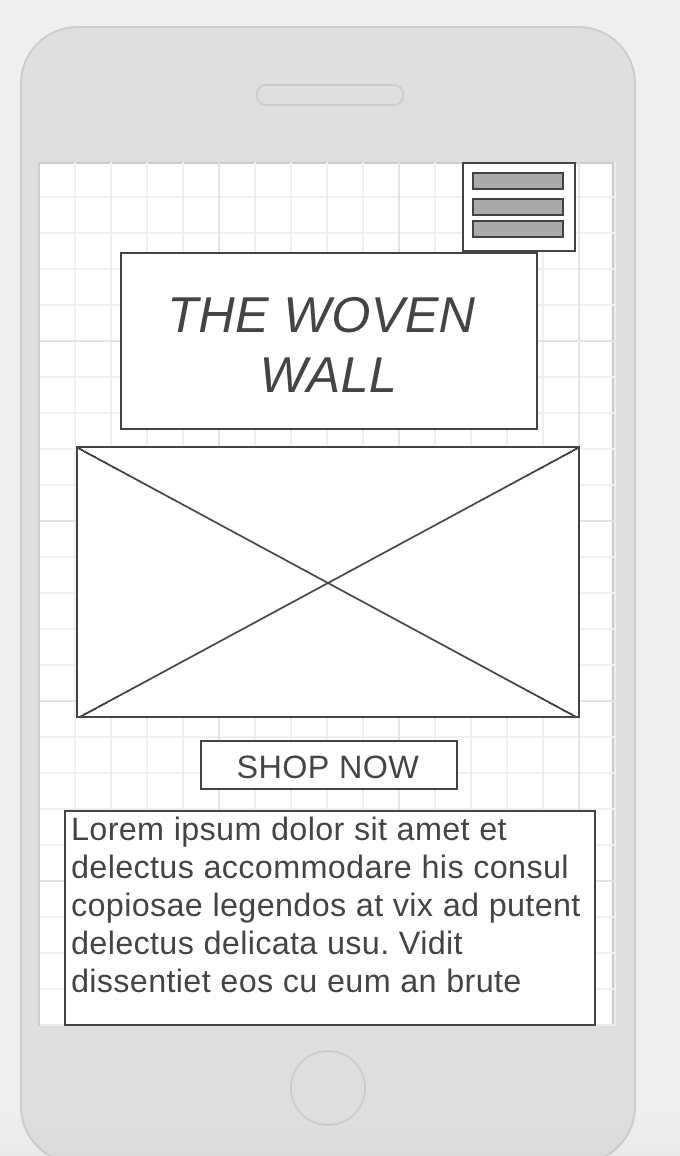 THE WOVEN
WALL
SHOP NOW
Lorem ipsum dolor sit amet et
delectus accommodare his consul
copiosae legendos at vix ad putent
delectus delicata usu. Vidit
dissentiet eos cu eum an brute